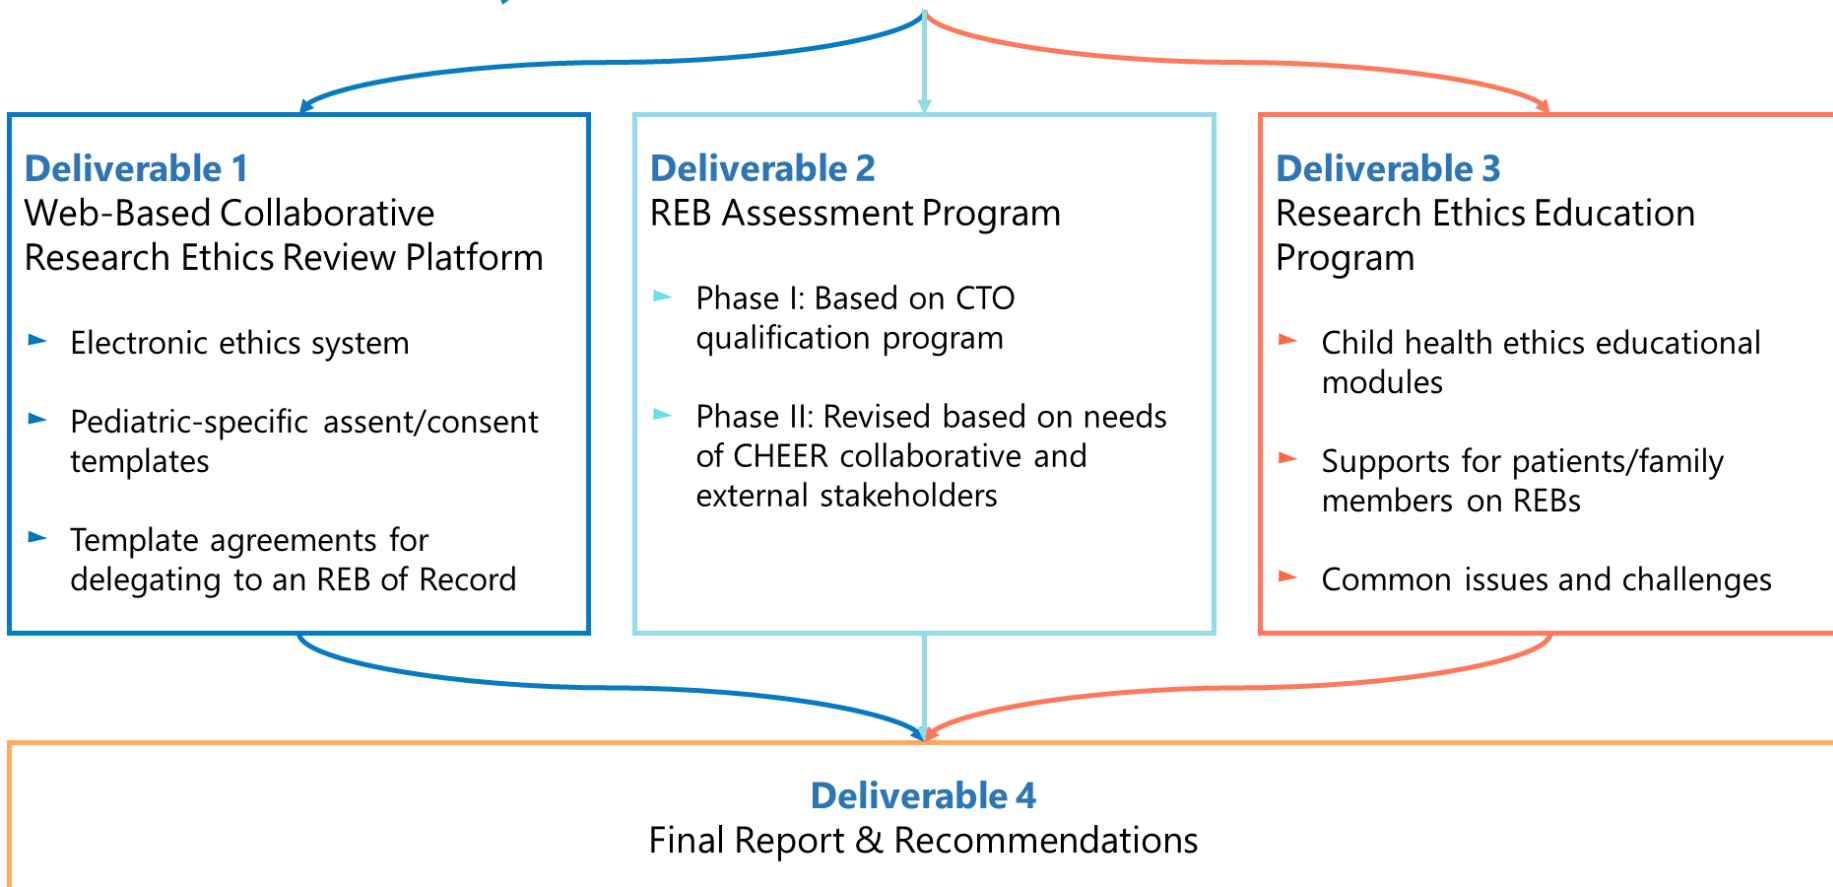 Deliverable 1
Web-Based Collaborative
Research Ethics Review Platform
Electronic ethics system
Pediatric-specific assent/consent
templates
Template agreements for
delegating to an REB of Record
Deliverable 2
REB Assessment Program
Phase I: Based on CTO
qualification program
Phase II: Revised based on needs
of CHEER collaborative and
external stakeholders
Deliverable 3
Research Ethics Education
Program
Child health ethics educational
modules
Supports for patients/family
members on REBs
Common issues and challenges
Deliverable 4
Final Report & Recommendations